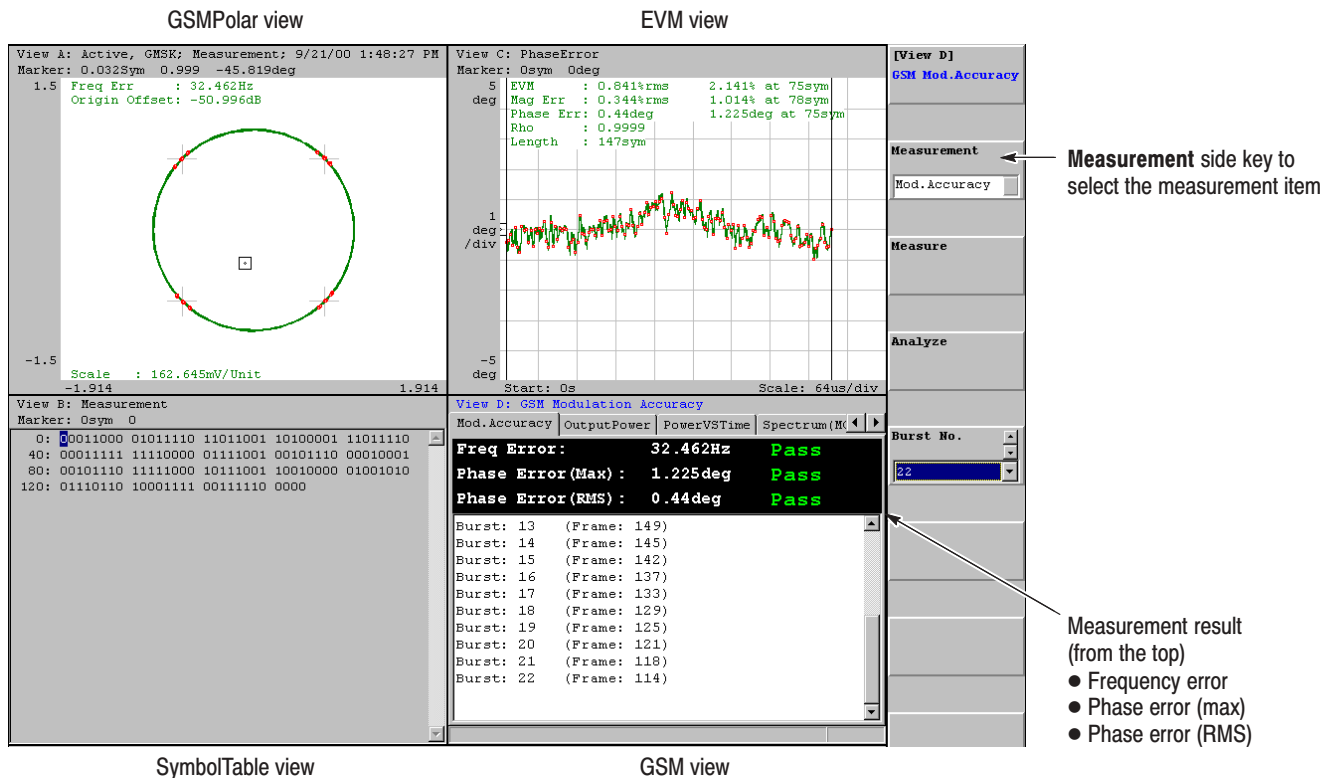 GSMPolar view
EVM view
View A: Active, GMSK; Measurement; 9/21/00 1:48:27 PM
Marker: 0.032Sym 0.999 -45.819deg
1.5
Freq Err : 32.462Hz
Origin Offset: -50.996dB
-1.5
Scale : 162.645mV/Unit
-1.914 1.914
View C: PhaseError
Marker: 0sym 0deg
5
deg
EVM : 0.841%rms 2.141% at 75sym
Mag Err : 0.344%rms 1.014% at 78sym
Phase Err: 0.44deg 1.225deg at 75sym
Rho : 0.9999
Length : 147sym
1
deg
/div
-5
deg
Start: 0s Scale: 64us/div
View B: Measurement
Marker: 0sym 0
0: 00011000 01011110 11011001 10100001 11011110
40: 00011111 11110000 01111001 00101110 00010001
80: 00101110 11111000 10111001 10010000 01001010
120: 01110110 10001111 00111110 0000
View D: GSM Modulation Accuracy
Mod.Accuracy OutputPower PowerVSTime Spectrum(MO
Freq Error: 32.462Hz Pass
Phase Error(Max): 1.225deg Pass
Phase Error(RMS): 0.44deg Pass
Burst: 13 (Frame: 149)
Burst: 14 (Frame: 145)
Burst: 15 (Frame: 142)
Burst: 16 (Frame: 137)
Burst: 17 (Frame: 133)
Burst: 18 (Frame: 129)
Burst: 19 (Frame: 125)
Burst: 20 (Frame: 121)
Burst: 21 (Frame: 118)
Burst: 22 (Frame: 114)
[View D]
GSM Mod.Accuracy
Measurement
Mod.Accuracy
Measure
Analyze
Burst No.
22
Measurement side key to
select the measurement item
Measurement result
(from the top)
● Frequency error
● Phase error (max)
● Phase error (RMS)
SymbolTable view
GSM view